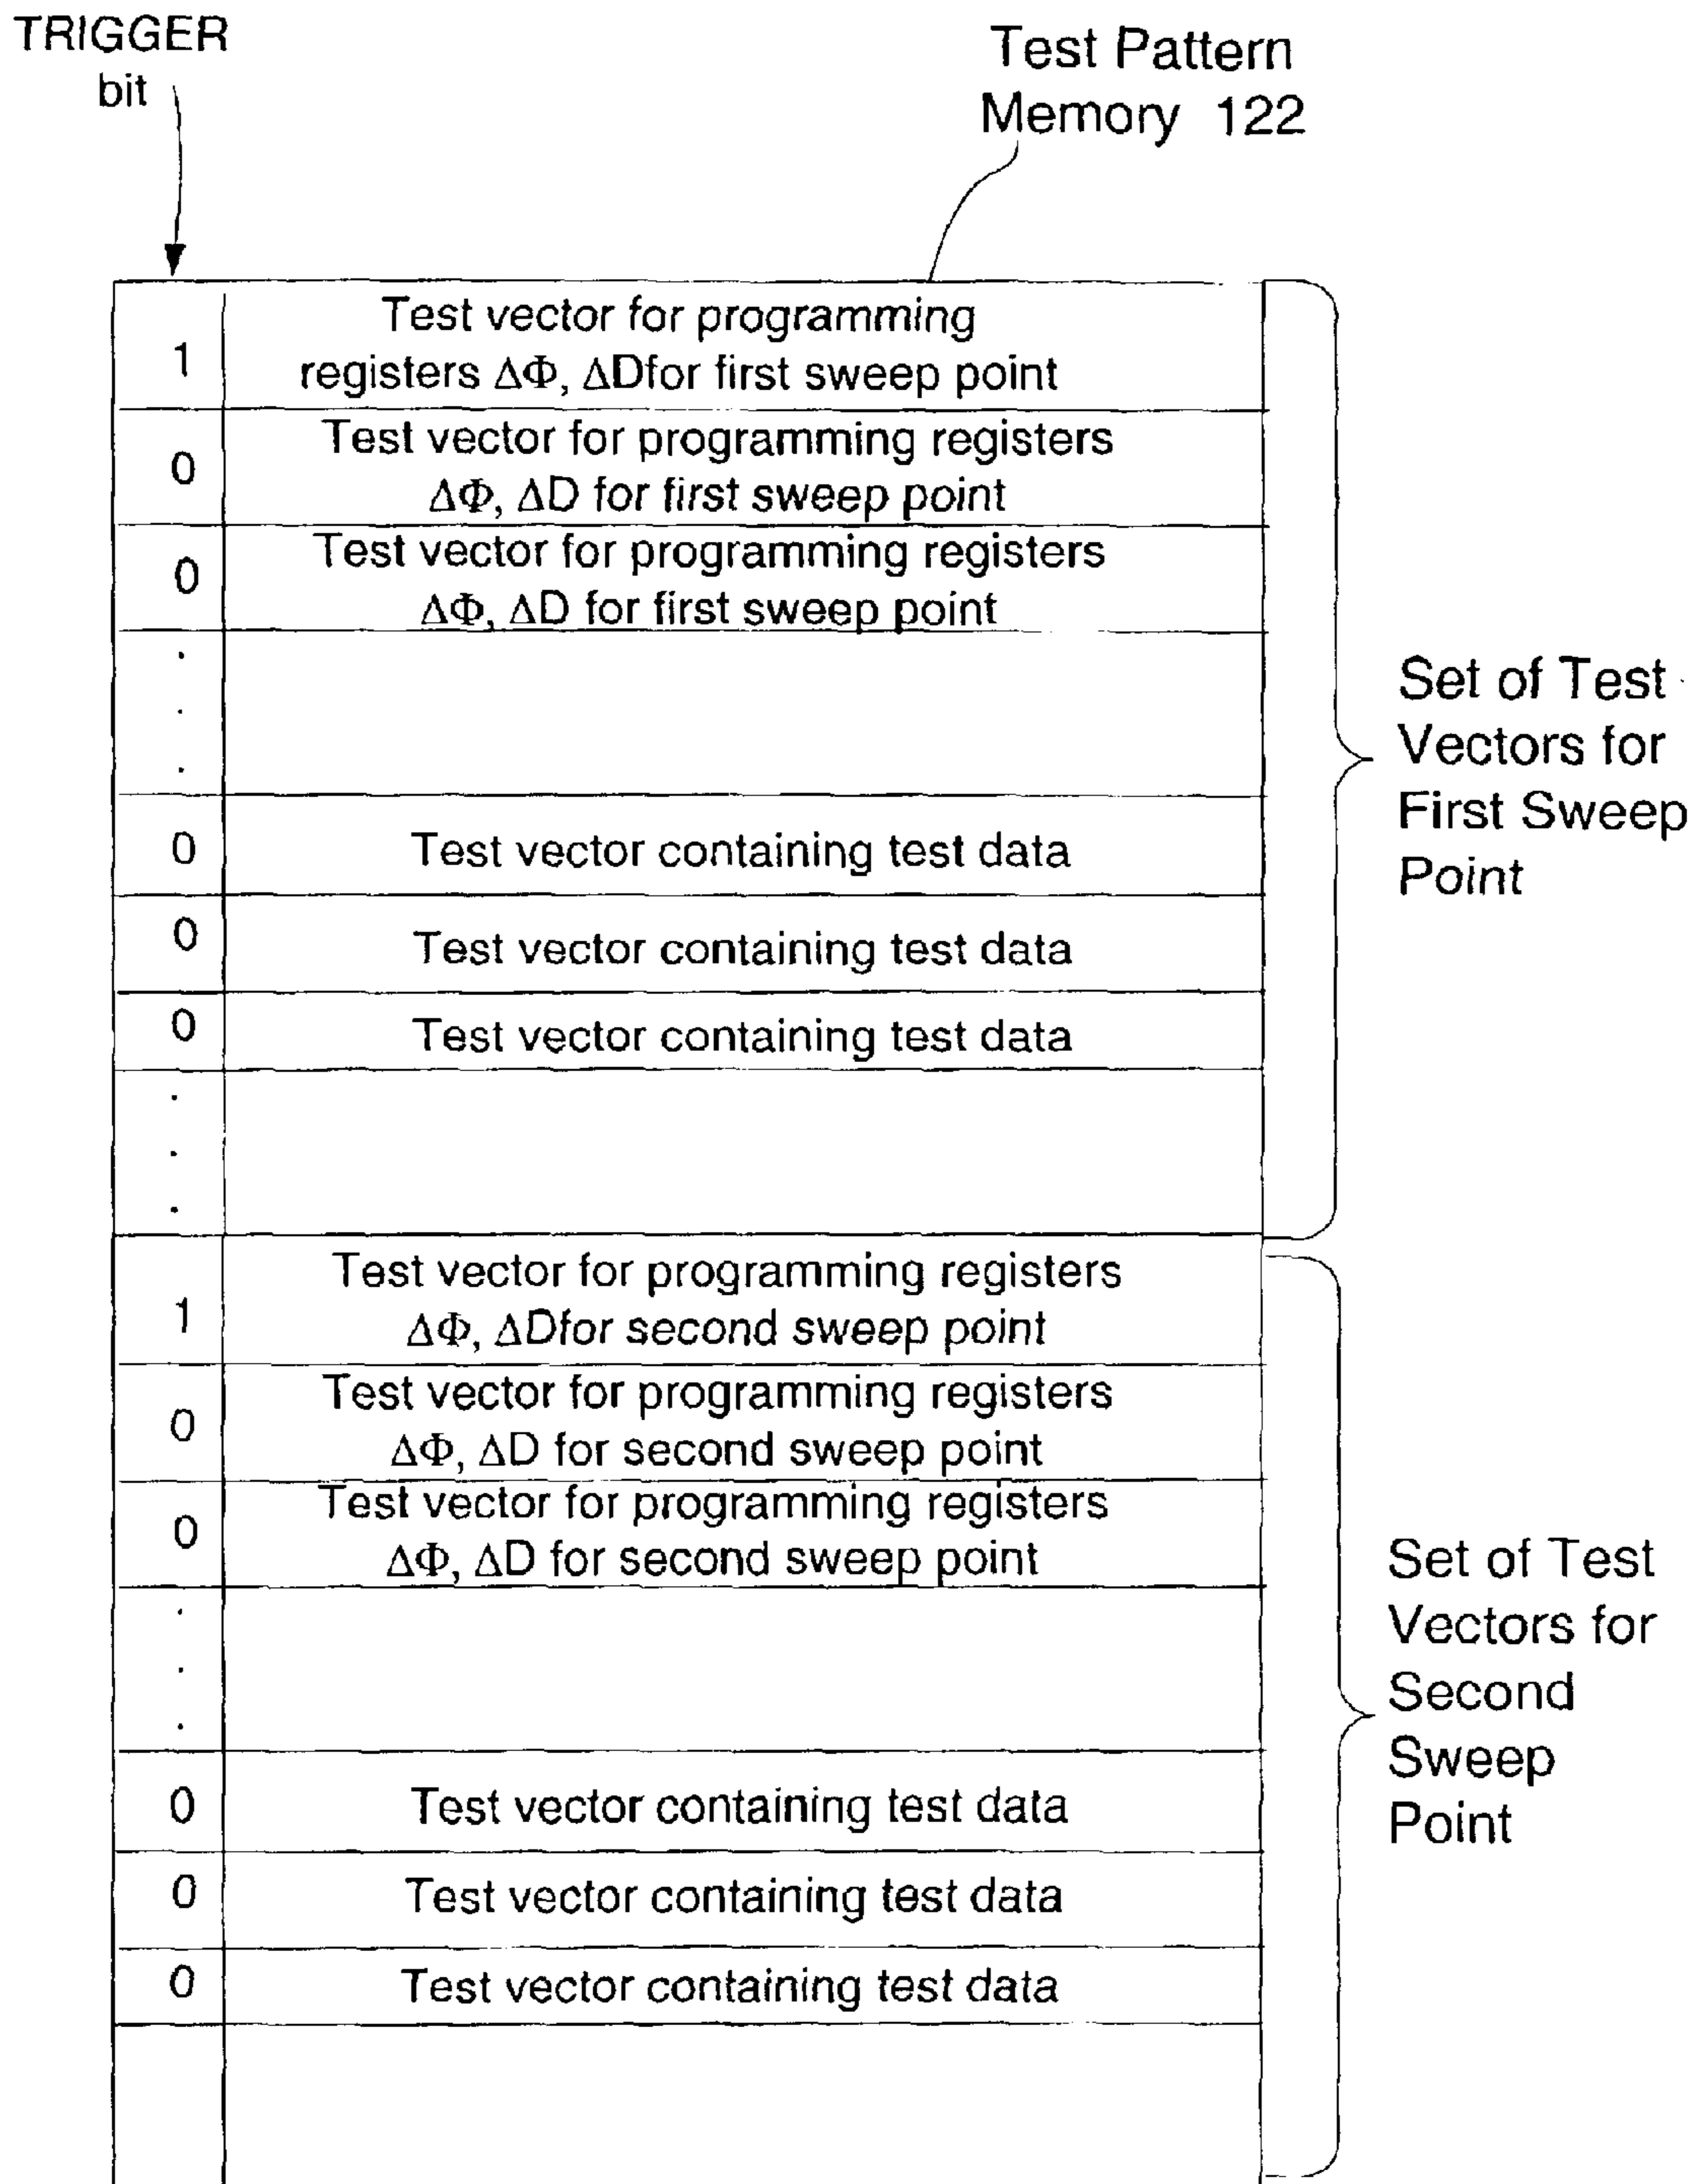 TRIGGER
bit
Test Pattern
Memory 122
1
Test vector for programming
registers ΔΦ, ΔDfor first sweep point
0
Test vector for programming registers
ΔΦ, ΔD for first sweep point
0
Test vector for programming registers
ΔΦ, ΔD for first sweep point
.
.
.
0
Test vector containing test data
0
Test vector containing test data
0
Test vector containing test data
.
.
.
Set of Test
Vectors for
First Sweep
Point
1
Test vector for programming registers
ΔΦ, ΔDfor second sweep point
0
Test vector for programming registers
ΔΦ, ΔD for second sweep point
0
Test vector for programming registers
ΔΦ, ΔD for second sweep point
.
.
.
0
Test vector containing test data
0
Test vector containing test data
0
Test vector containing test data
Set of Test
Vectors for
Second
Sweep
Point